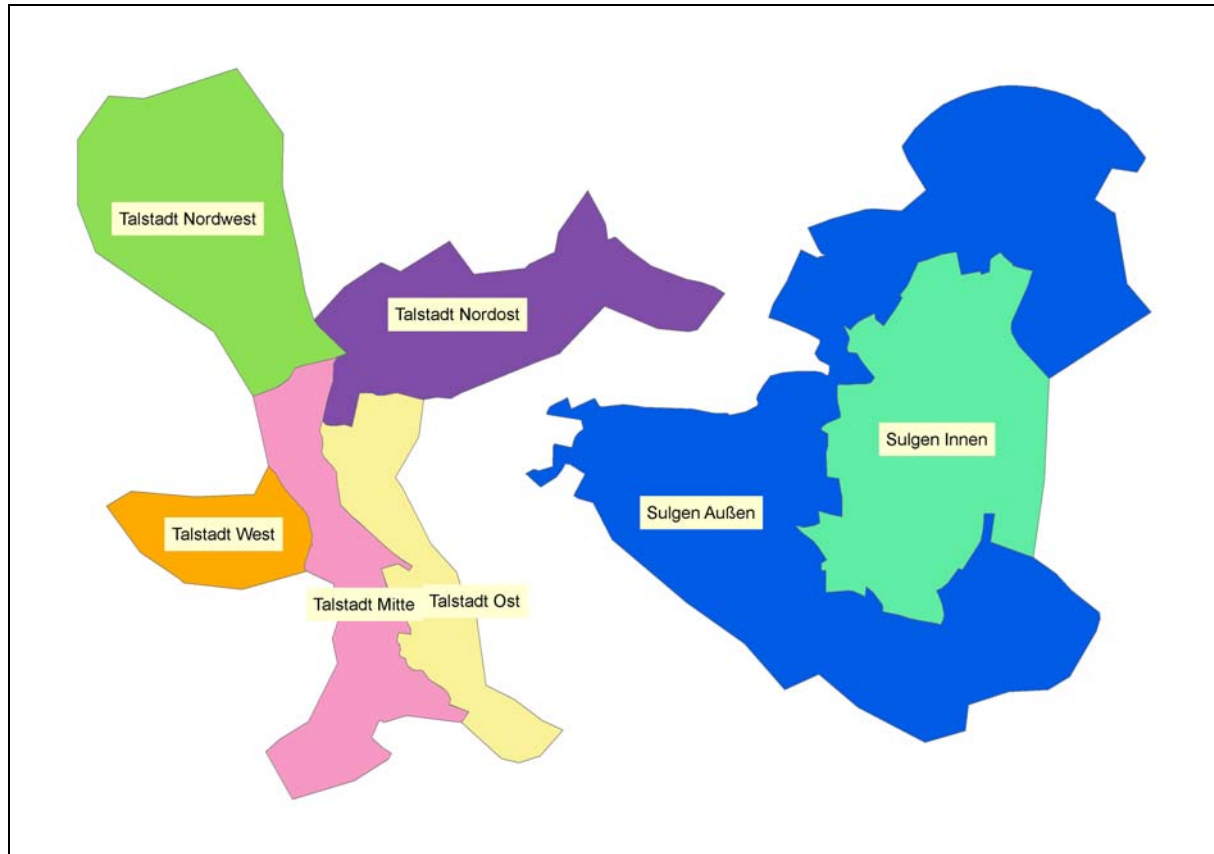 Talstadt Nordwest
Talstadt Nordost
Sulgen Innen
Sulgen Außen
Talstadt West
Talstadt Mitte
Talstadt Ost